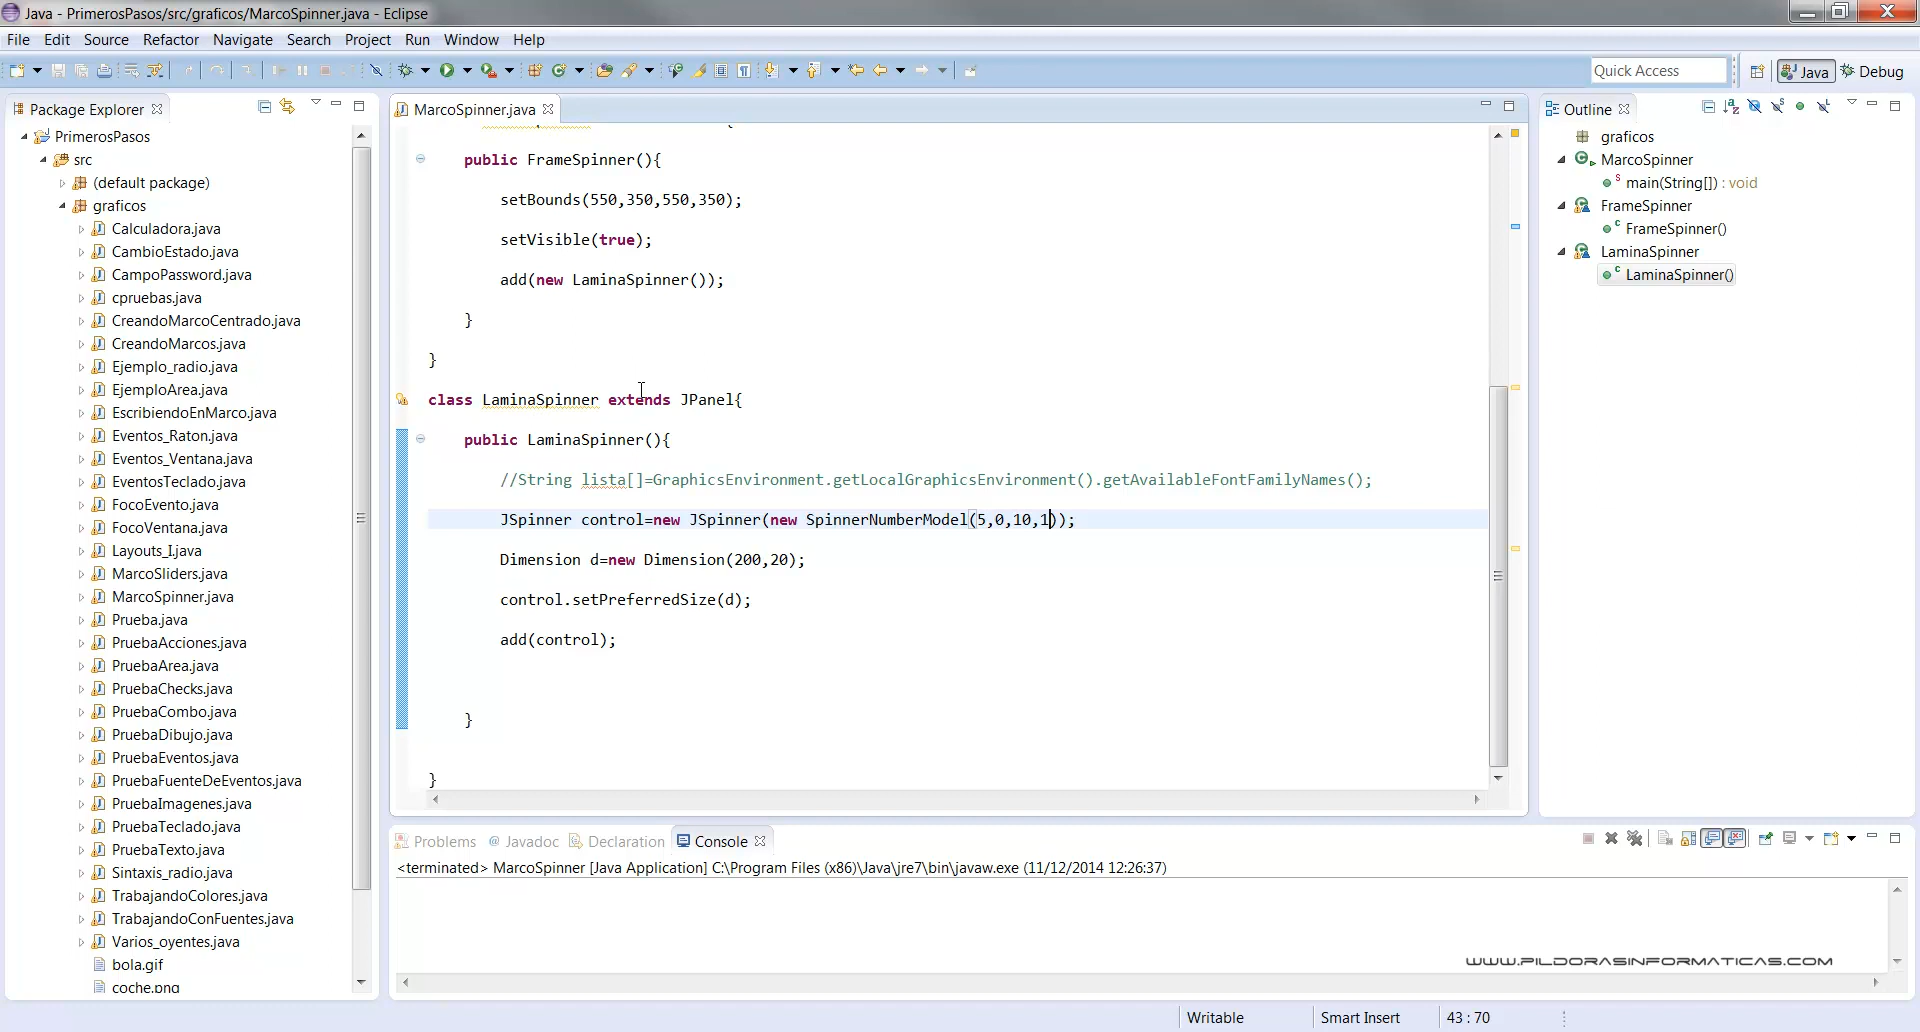 Java - PrimerosPasos/src/graficos/MarcoSpinner.java - Eclipse
File Edit Source Refactor Navigate Search Project Run Window Help
Quick Access Java Debug
Package Explorer
PrimerosPasos
src
(default package)
graficos
Calculadora.java
CambioEstado.java
CampoPassword.java
cpruebas.java
CreandoMarcoCentrado.java
CreandoMarcos.java
Ejemplo_radio.java
EjemploArea.java
EscribiendoEnMarco.java
Eventos_Raton.java
Eventos_Ventana.java
EventosTeclado.java
FocoEvento.java
FocoVentana.java
Layouts_I.java
MarcoSliders.java
MarcoSpinner.java
Prueba.java
PruebaAcciones.java
PruebaArea.java
PruebaChecks.java
PruebaCombo.java
PruebaDibujo.java
PruebaEventos.java
PruebaFuenteDeEventos.java
PruebaImagenes.java
PruebaTeclado.java
PruebaTexto.java
Sintaxis_radio.java
TrabajandoColores.java
TrabajandoConFuentes.java
Varios_oyentes.java
bola.gif
coche.png
MarcoSpinner.java
public FrameSpinner(){
setBounds(550,350,550,350);
setVisible(true);
add(new LaminaSpinner());
}
}
class LaminaSpinner extends JPanel{
public LaminaSpinner(){
//String lista[]=GraphicsEnvironment.getLocalGraphicsEnvironment().getAvailableFontFamilyNames();
JSpinner control=new JSpinner(new SpinnerNumberModel(5,0,10,1));
Dimension d=new Dimension(200,20);
control.setPreferredSize(d);
add(control);
}
}
Outline
graficos
MarcoSpinner
main(String[]) : void
FrameSpinner
FrameSpinner()
LaminaSpinner
LaminaSpinner()
Problems @ Javadoc Declaration Console
<terminated> MarcoSpinner [Java Application] C:\Program Files (x86)\Java\jre7\bin\javaw.exe (11/12/2014 12:26:37)
WWW.PILDORASINFORMATICAS.COM
Writable Smart Insert 43 : 70